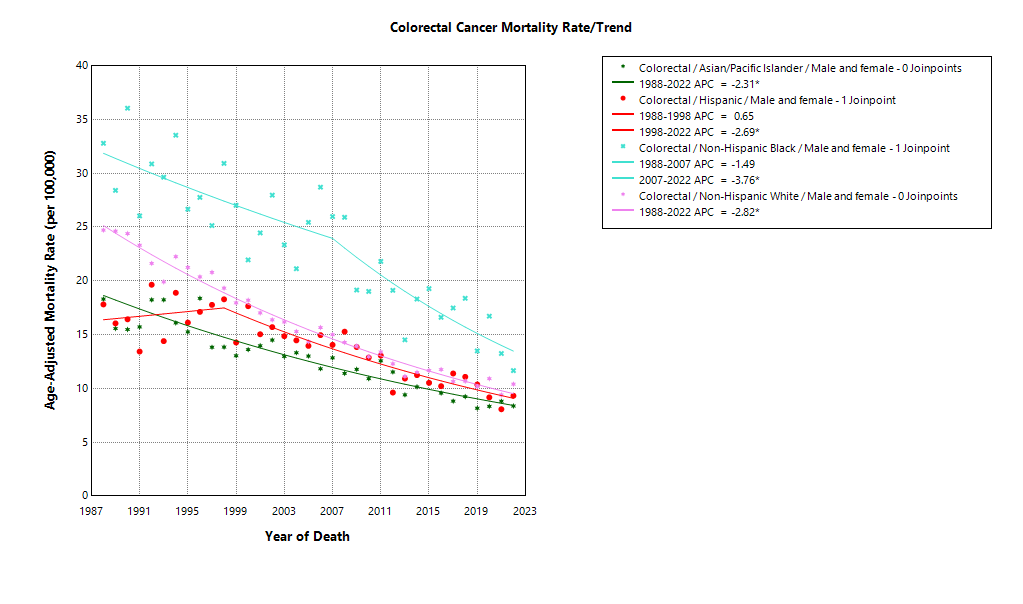 Colorectal Cancer Mortality Rate/Trend
Colorectal / Asian/Pacific Islander / Male and female - 0 Joinpoints
1988-2022 APC = -2.31*
Colorectal / Hispanic / Male and female - 1 Joinpoint
1988-1998 APC = 0.65
1998-2022 APC = -2.69*
Colorectal / Non-Hispanic Black / Male and female - 1 Joinpoint
1988-2007 APC = -1.49
2007-2022 APC = -3.76*
Colorectal / Non-Hispanic White / Male and female - 0 Joinpoints
1988-2022 APC = -2.82*
Age-Adjusted Mortality Rate (per 100,000)
40
35
30
25
20
15
10
5
0
1987 1991 1995 1999 2003 2007 2011 2015 2019 2023
Year of Death